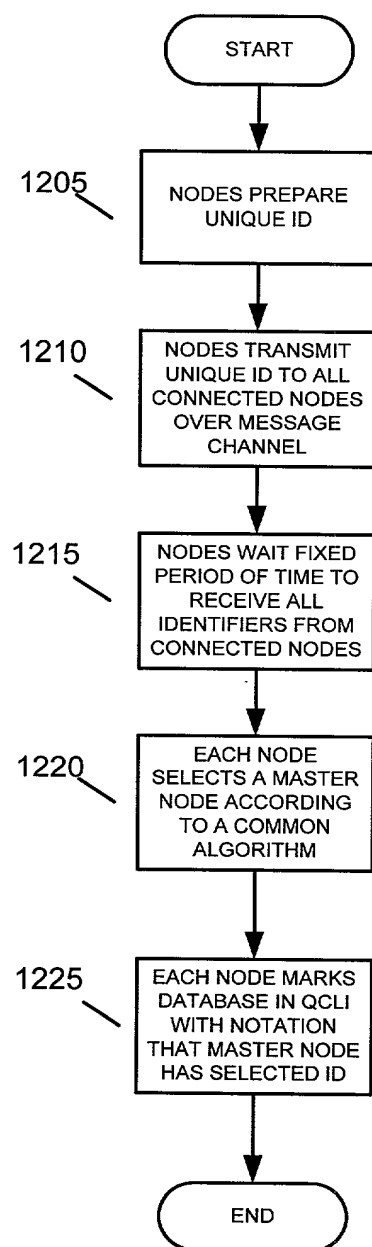 START
1205
NODES PREPARE
UNIQUE ID
1210
NODES TRANSMIT
UNIQUE ID TO ALL
CONNECTED NODES
OVER MESSAGE
CHANNEL
1215
NODES WAIT FIXED
PERIOD OF TIME TO
RECEIVE ALL
IDENTIFIERS FROM
CONNECTED NODES
1220
EACH NODE
SELECTS A MASTER
NODE ACCORDING
TO A COMMON
ALGORITHM
1225
EACH NODE MARKS
DATABASE IN QCLI
WITH NOTATION
THAT MASTER NODE
HAS SELECTED ID
END